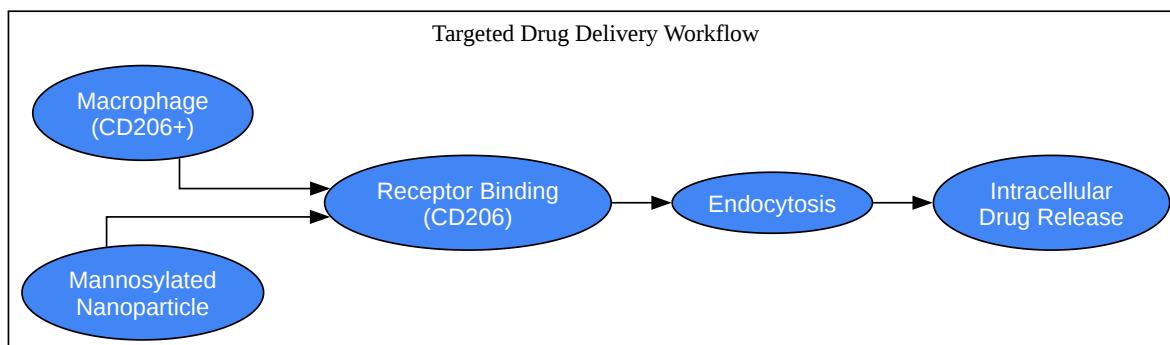 Targeted Drug Delivery Workflow
Macrophage
(CD206+)
Mannosylated
Nanoparticle
Receptor Binding
(CD206)
Endocytosis
Intracellular
Drug Release